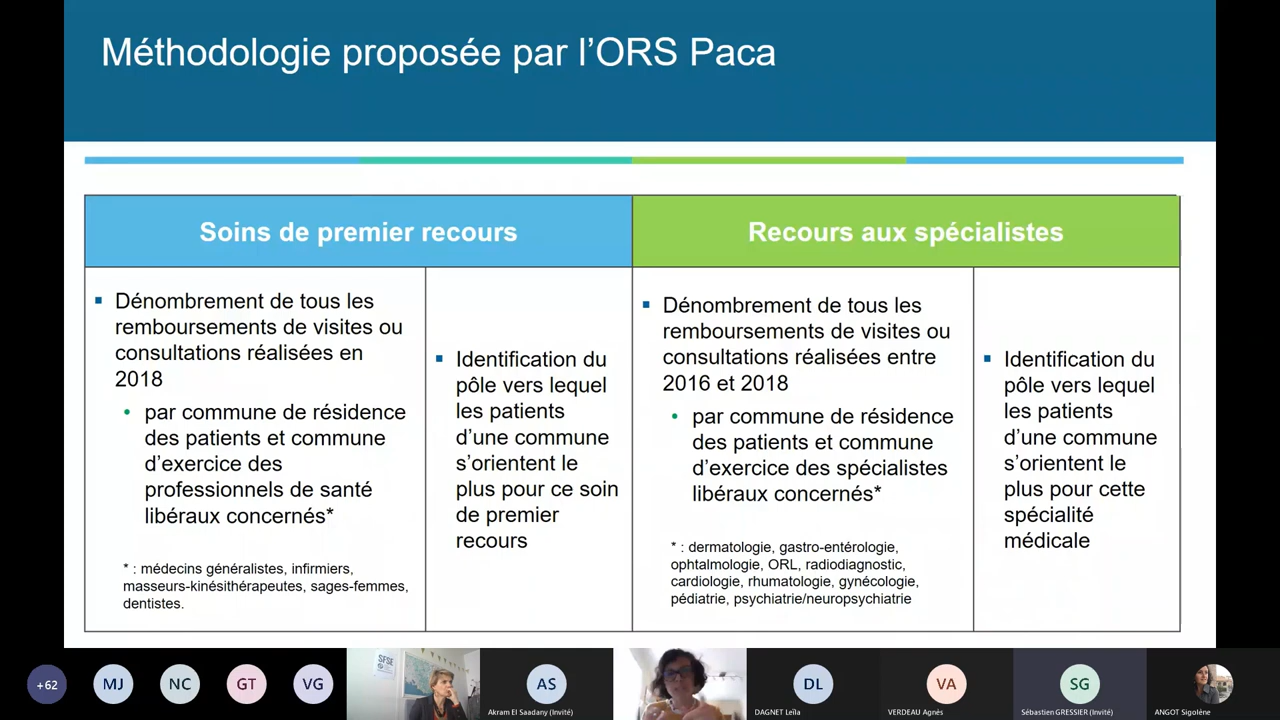 Méthodologie proposée par l'ORS Paca
Soins de premier recours
Recours aux spécialistes
Dénombrement de tous les
remboursements de visites ou
consultations réalisées en
2018
par commune de résidence
des patients et commune
d'exercice des
professionnels de santé
libéraux concernés*
* : médecins généralistes, infirmiers,
masseurs-kinésithérapeutes, sages-femmes,
dentistes.
Identification du
pôle vers lequel
les patients
d'une commune
s'orientent le
plus pour ce soin
de premier
recours
Dénombrement de tous les
remboursements de visites ou
consultations réalisées entre
2016 et 2018
par commune de résidence
des patients et commune
d'exercice des spécialistes
libéraux concernés*
* : dermatologie, gastro-entérologie,
ophtalmologie, ORL, radiodiagnostic,
cardiologie, rhumatologie, gynécologie,
pédiatrie, psychiatrie/neuropsychiatrie
Identification du
pôle vers lequel
les patients
d'une commune
s'orientent le
plus pour cette
spécialité
médicale
+62
MJ
NC
GT
VG
SFSE
AS
Akram El Saadany (Invité)
DL
DAGNET Leïla
VA
VERDEAU Agnès
SG
Sébastien GRESSIER (Invité)
ANGOT Sigolène